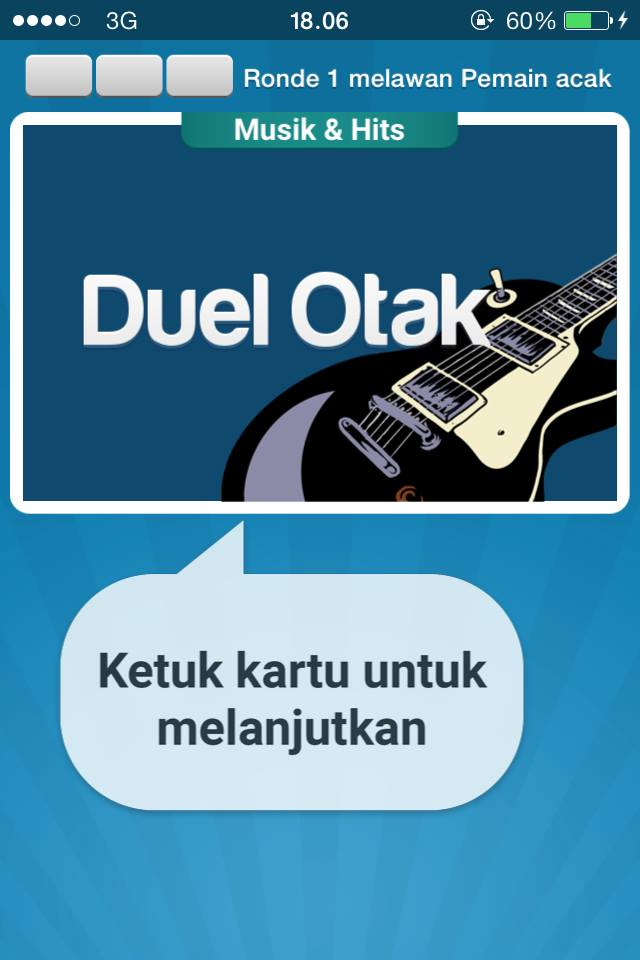 3G 18.06 60%
Ronde 1 melawan Pemain acak
Musik & Hits
Duel Otak
Ketuk kartu untuk
melanjutkan